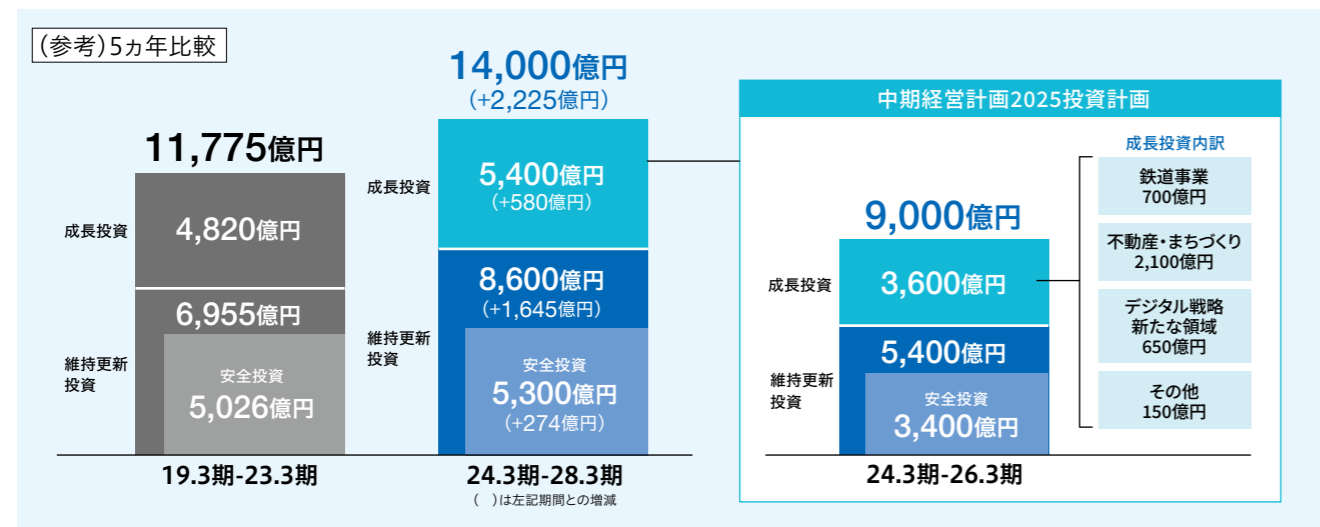 (参考)5ヵ年比較
11,775億円
成長投資
4,820億円
6,955億円
維持更新
投資
安全投資
5,026億円
19.3期-23.3期
14,000億円
(+2,225億円)
成長投資
5,400億円
(+580億円)
8,600億円
(+1,645億円)
維持更新
投資
安全投資
5,300億円
(+274億円)
24.3期-28.3期
( )は左記期間との増減
中期経営計画2025投資計画
9,000億円
成長投資
3,600億円
5,400億円
維持更新
投資
安全投資
3,400億円
24.3期-26.3期
成長投資内訳
鉄道事業
700億円
不動産・まちづくり
2,100億円
デジタル戦略
新たな領域
650億円
その他
150億円